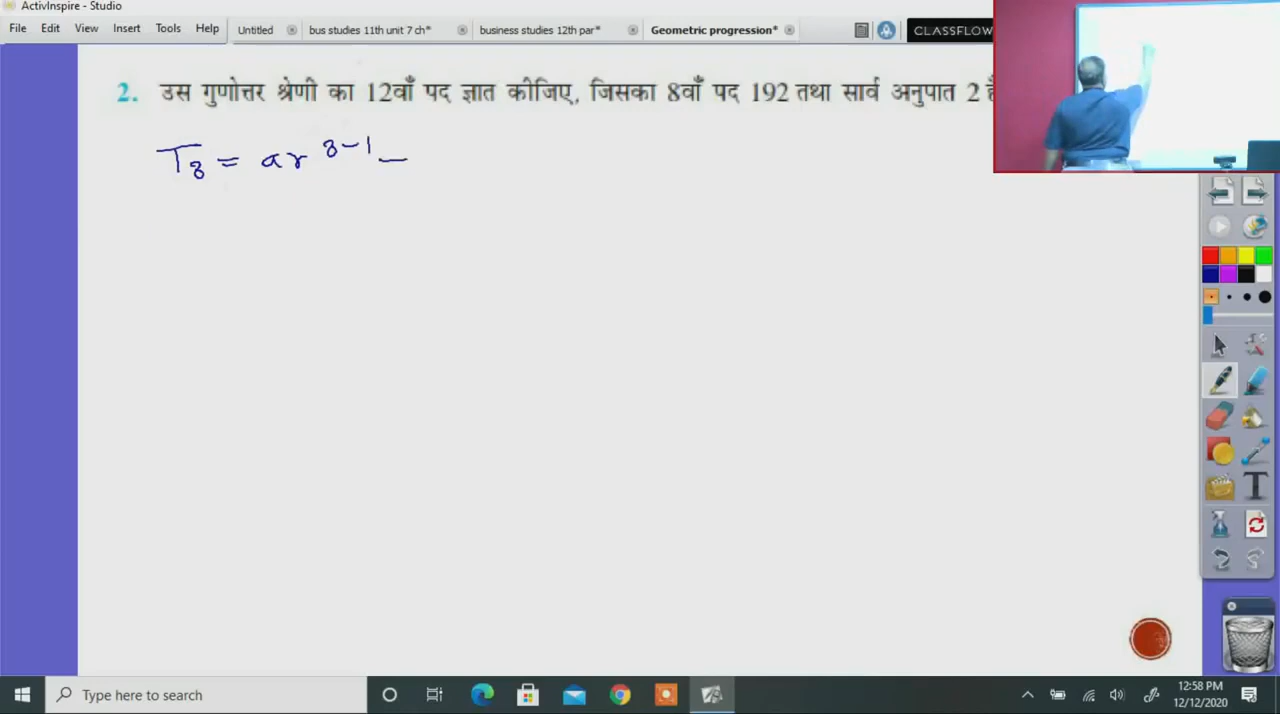 ActivInspire - Studio
File Edit View Insert Tools Help Untitled bus studies 11th unit 7 ch* business studies 12th par* Geometric progression* CLASSFLOW
2. उस गुणोत्तर श्रेणी का 12वाँ पद ज्ञात कीजिए, जिसका 8वाँ पद 192 तथा सार्व अनुपात 2
T8 = ar 8-1
T
Type here to search
12:58 PM
12/12/2020